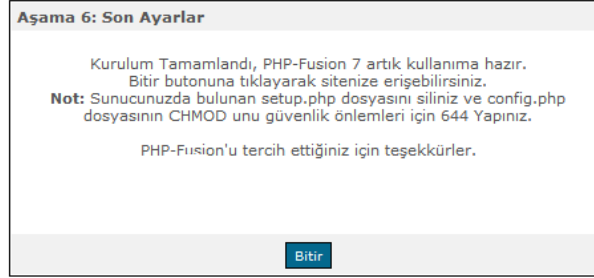 Aşama 6: Son Ayarlar
Kurulum Tamamlandı, PHP-Fusion 7 artık kullanıma hazır.
Bitir butonuna tıklayarak sitenize erişebilirsiniz.
Not: Sunucunuzda bulunan setup.php dosyasını siliniz ve config.php
dosyasının CHMOD unu güvenlik önlemleri için 644 Yapınız.
PHP-Fusion'u tercih ettiğiniz için teşekkürler.
Bitir